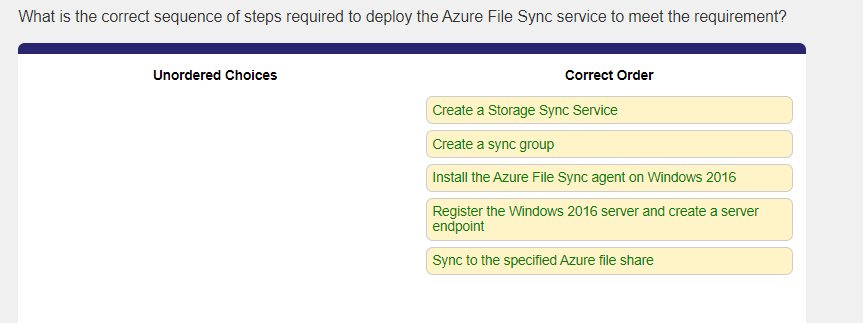 What is the correct sequence of steps required to deploy the Azure File Sync service to meet the requirement?
Unordered Choices
Correct Order
Create a Storage Sync Service
Create a sync group
Install the Azure File Sync agent on Windows 2016
Register the Windows 2016 server and create a server
endpoint
Sync to the specified Azure file share